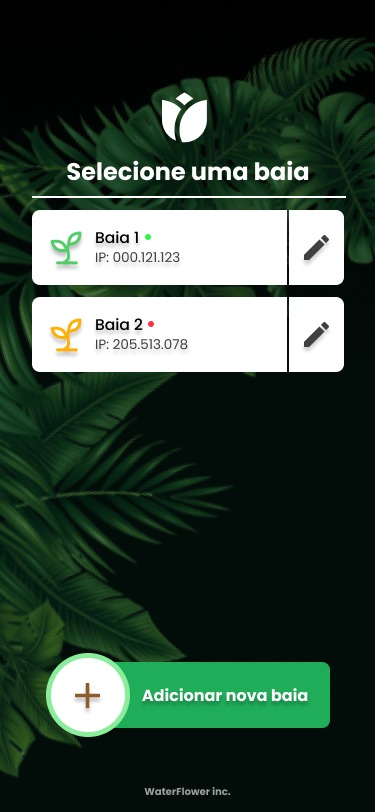 Selecione uma baia
Baia 1
IP: 000.121.123
Baia 2
IP: 205.513.078
Adicionar nova baia
WaterFlower inc.